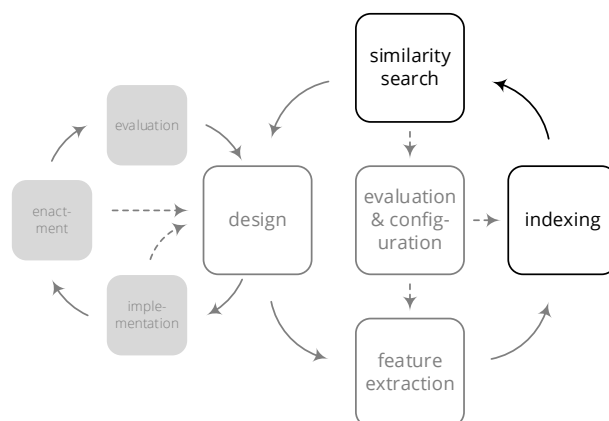 similarity
search
evaluation
enact-
ment
design
evaluation
& config-
uration
indexing
imple-
mentation
feature
extraction